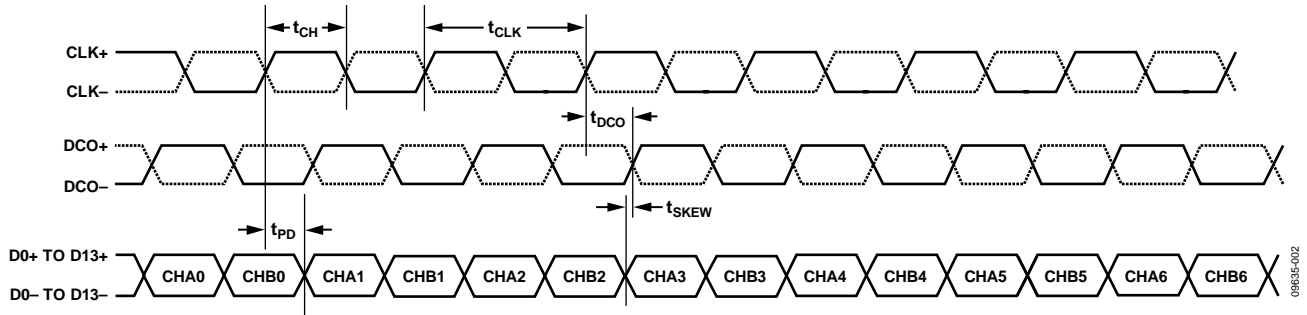 tCH
tCLK
CLK+
CLK–
tDCO
DCO+
DCO–
tSKEW
tPD
D0+ TO D13+
CHA0 CHB0 CHA1 CHB1 CHA2 CHB2 CHA3 CHB3 CHA4 CHB4 CHA5 CHB5 CHA6 CHB6
D0– TO D13–
09635-002